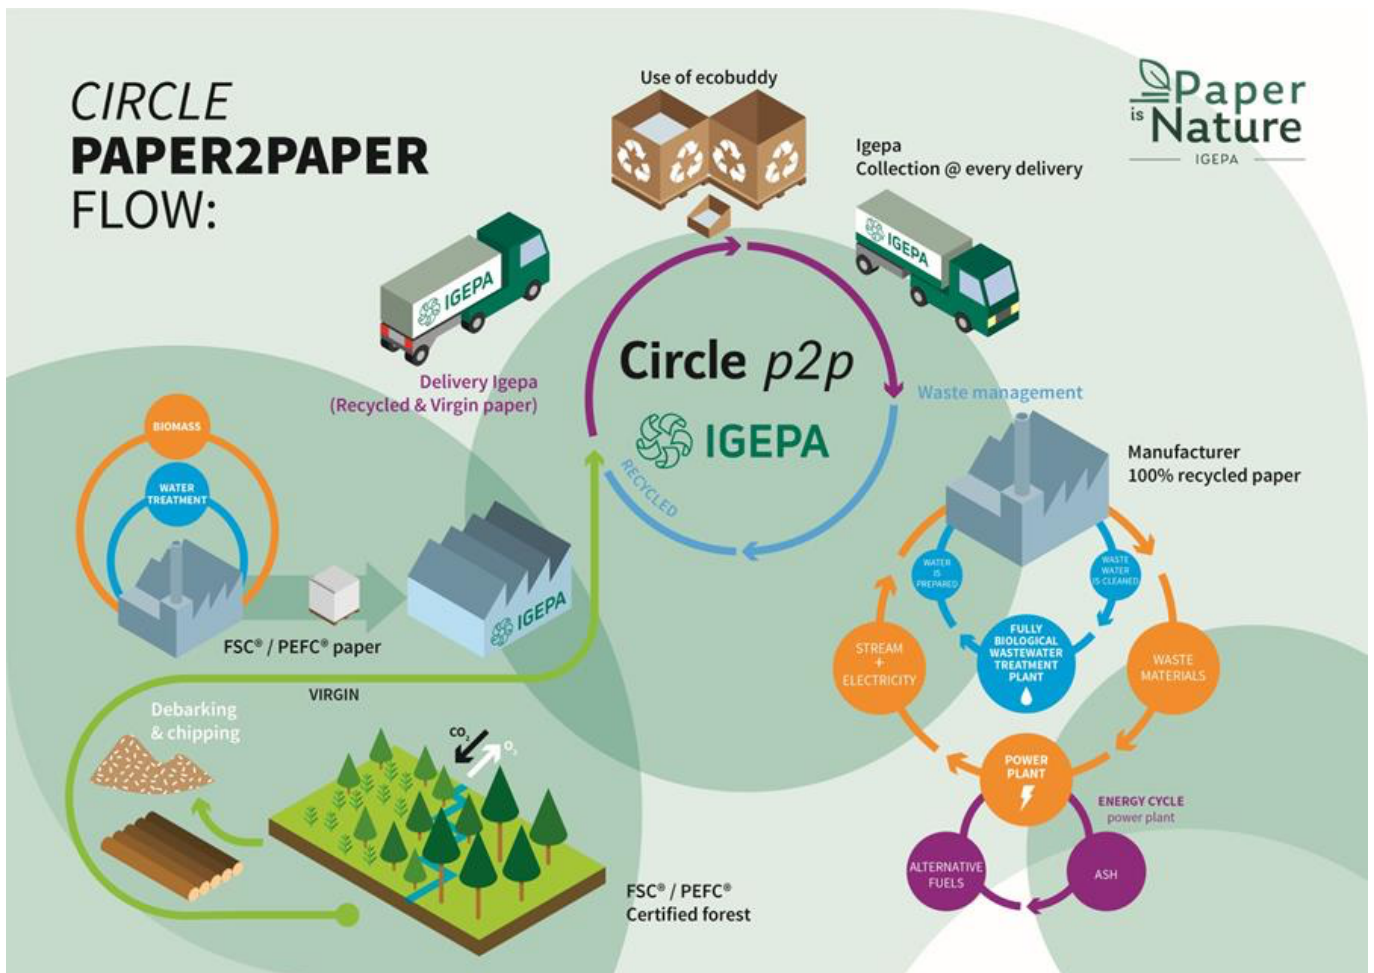 CIRCLE
PAPER2PAPER
FLOW:
Use of ecobuddy
Igepa
Collection @ every delivery
Paper
is Nature
IGEPA
IGEPA
IGEPA
Delivery Igepa
(Recycled & Virgin paper)
Circle p2p
IGEPA
RECYCLED
Waste management
Manufacturer
100% recycled paper
BIOMASS
WATER
TREATMENT
IGEPA
FSC® / PEFC® paper
VIRGIN
Debarking
& chipping
CO2
O2
FSC® / PEFC®
Certified forest
WATER
IS
PREPARED
WASTE
WATER
IS CLEANED
FULLY
BIOLOGICAL
WASTEWATER
TREATMENT
PLANT
STREAM
+
ELECTRICITY
WASTE
MATERIALS
POWER
PLANT
ENERGY CYCLE
power plant
ALTERNATIVE
FUELS
ASH